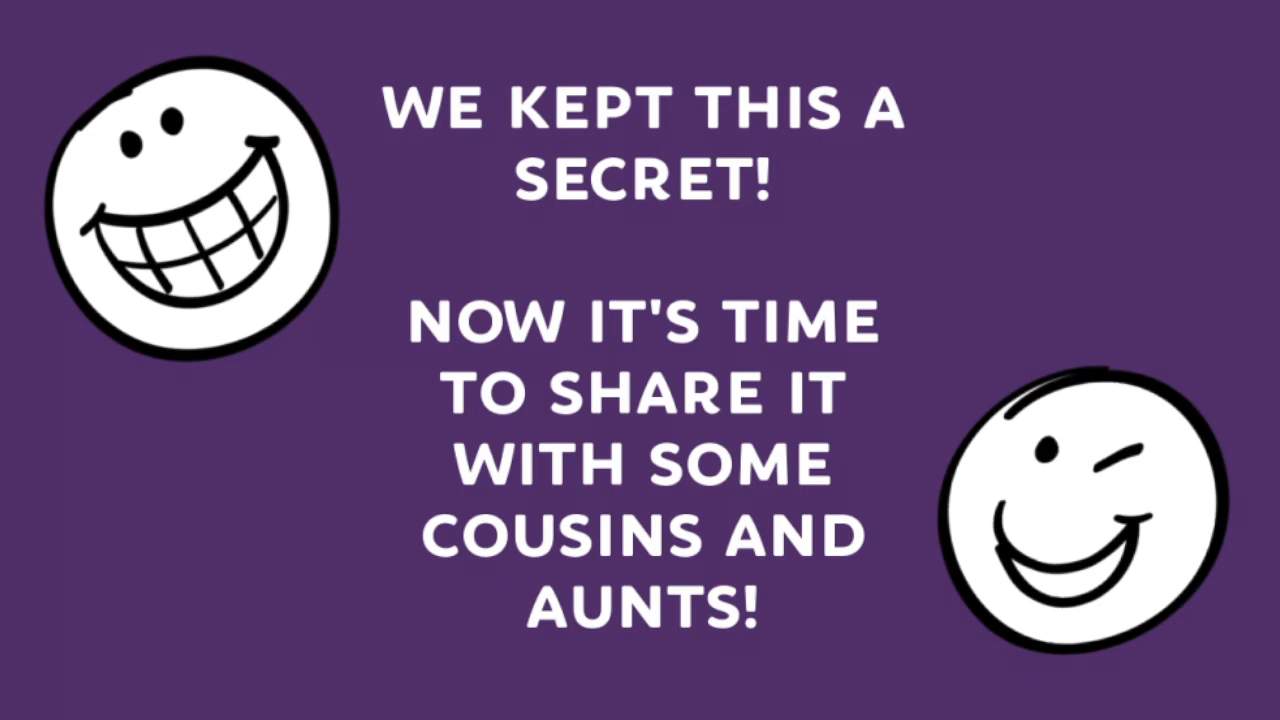 WE KEPT THIS A
SECRET!
NOW IT'S TIME
TO SHARE IT
WITH SOME
COUSINS AND
AUNTS!